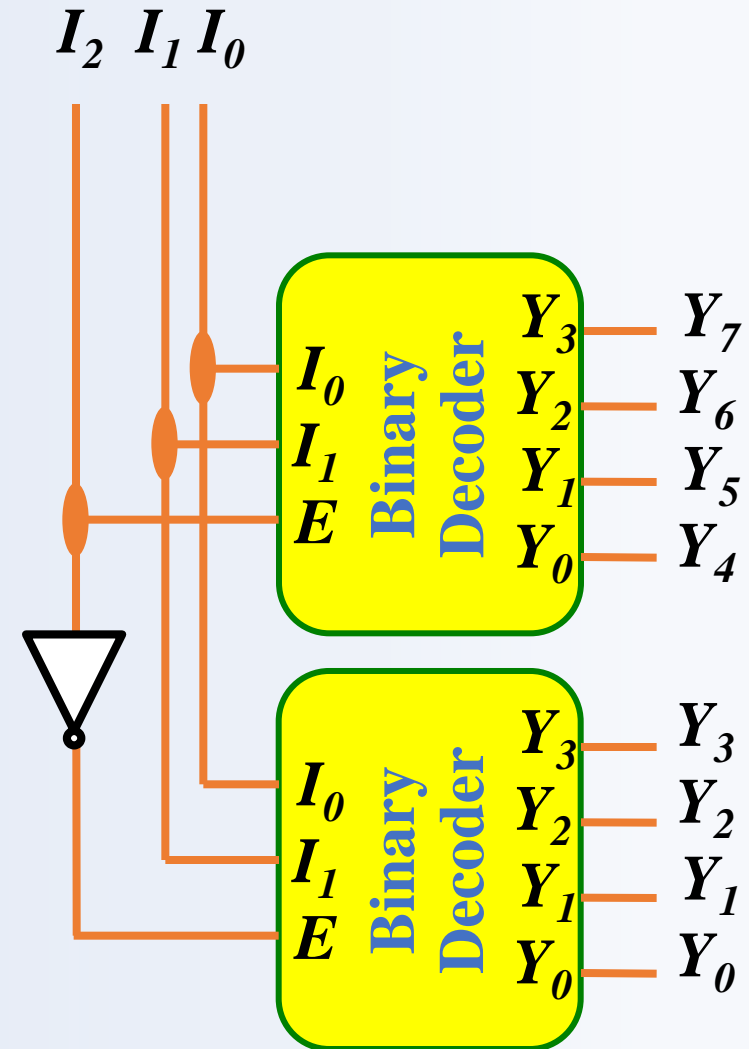 I₂ I₁ I₀
Y₃ Y₇
I₀ Y₂ Y₆
I₁ Y₁ Y₅
E Y₀ Y₄
Binary
Decoder
Y₃ Y₃
I₀ Y₂ Y₂
I₁ Y₁ Y₁
E Y₀ Y₀
Binary
Decoder